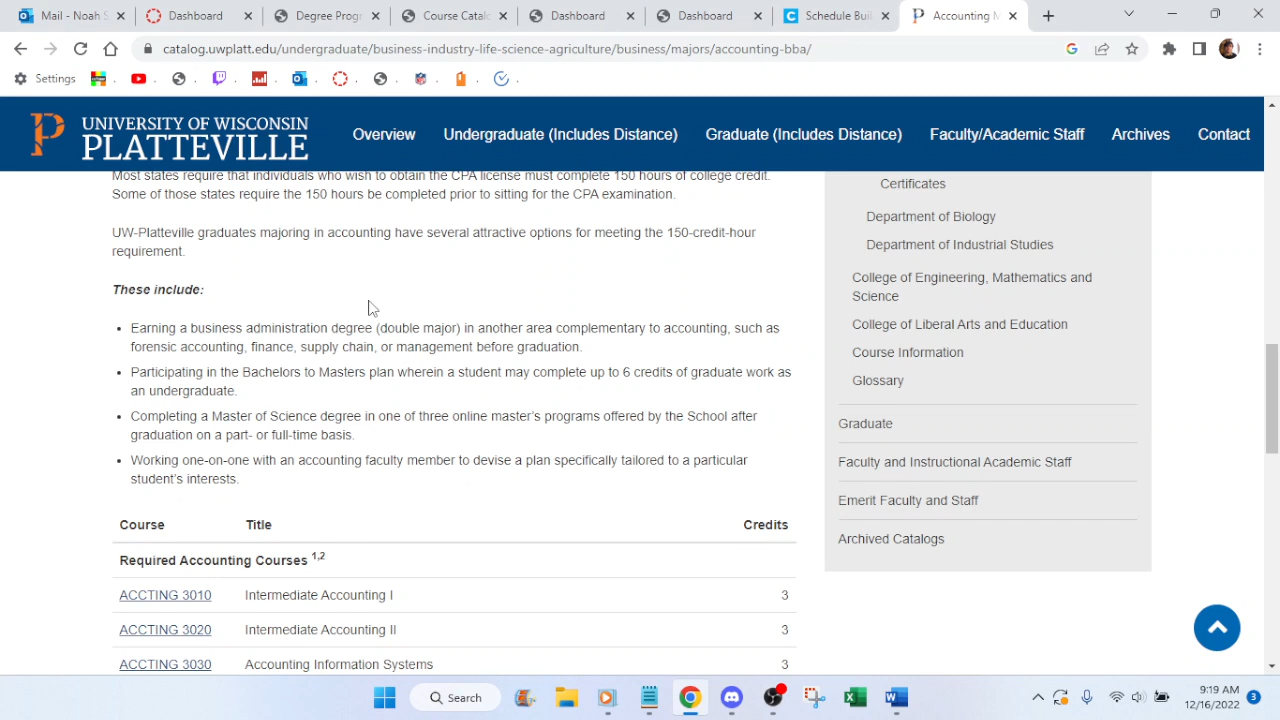 Mail - Noah S
Dashboard
Degree Prog
Course Catal
Dashboard
Dashboard
Schedule Buil
Accounting M
catalog.uwplatt.edu/undergraduate/business-industry-life-science-agriculture/business/majors/accounting-bba/
Settings
UNIVERSITY OF WISCONSIN
PLATTEVILLE
Overview
Undergraduate (Includes Distance)
Graduate (Includes Distance)
Faculty/Academic Staff
Archives
Contact
Most states require that individuals who wish to obtain the CPA license must complete 150 hours of college credit.
Some of those states require the 150 hours be completed prior to sitting for the CPA examination.
UW-Platteville graduates majoring in accounting have several attractive options for meeting the 150-credit-hour
requirement.
These include:
• Earning a business administration degree (double major) in another area complementary to accounting, such as
forensic accounting, finance, supply chain, or management before graduation.
• Participating in the Bachelors to Masters plan wherein a student may complete up to 6 credits of graduate work as
an undergraduate.
• Completing a Master of Science degree in one of three online master's programs offered by the School after
graduation on a part- or full-time basis.
• Working one-on-one with an accounting faculty member to devise a plan specifically tailored to a particular
student's interests.
Course Title Credits
Required Accounting Courses 1,2
ACCTING 3010 Intermediate Accounting I 3
ACCTING 3020 Intermediate Accounting II 3
ACCTING 3030 Accounting Information Systems 3
Certificates
Department of Biology
Department of Industrial Studies
College of Engineering, Mathematics and
Science
College of Liberal Arts and Education
Course Information
Glossary
Graduate
Faculty and Instructional Academic Staff
Emerit Faculty and Staff
Archived Catalogs
Search
9:19 AM
12/16/2022
3